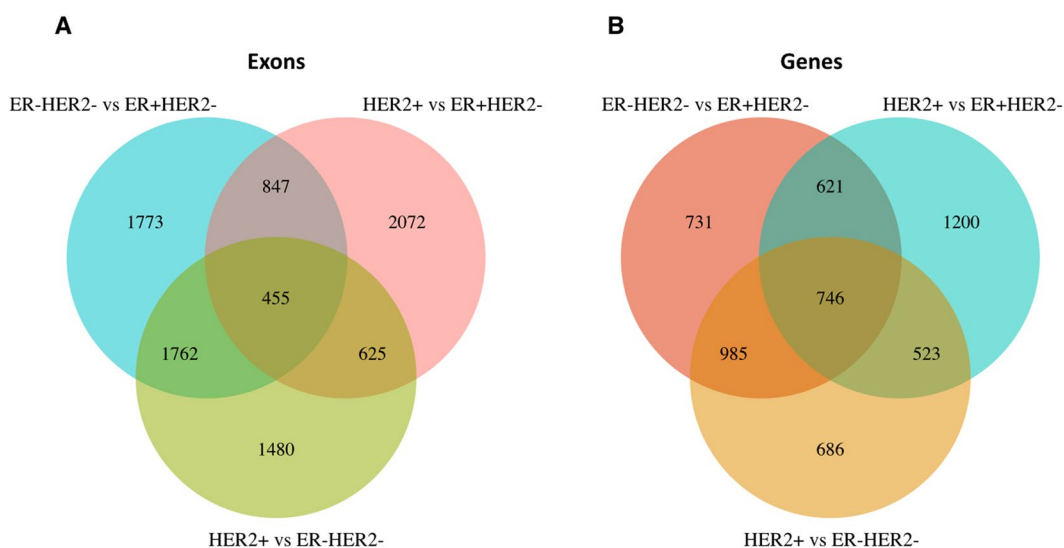 A
Exons
ER-HER2- vs ER+HER2-
HER2+ vs ER+HER2-
847
1773
2072
455
1762
625
1480
HER2+ vs ER-HER2-
B
Genes
ER-HER2- vs ER+HER2-
HER2+ vs ER+HER2-
621
731
1200
746
985
523
686
HER2+ vs ER-HER2-